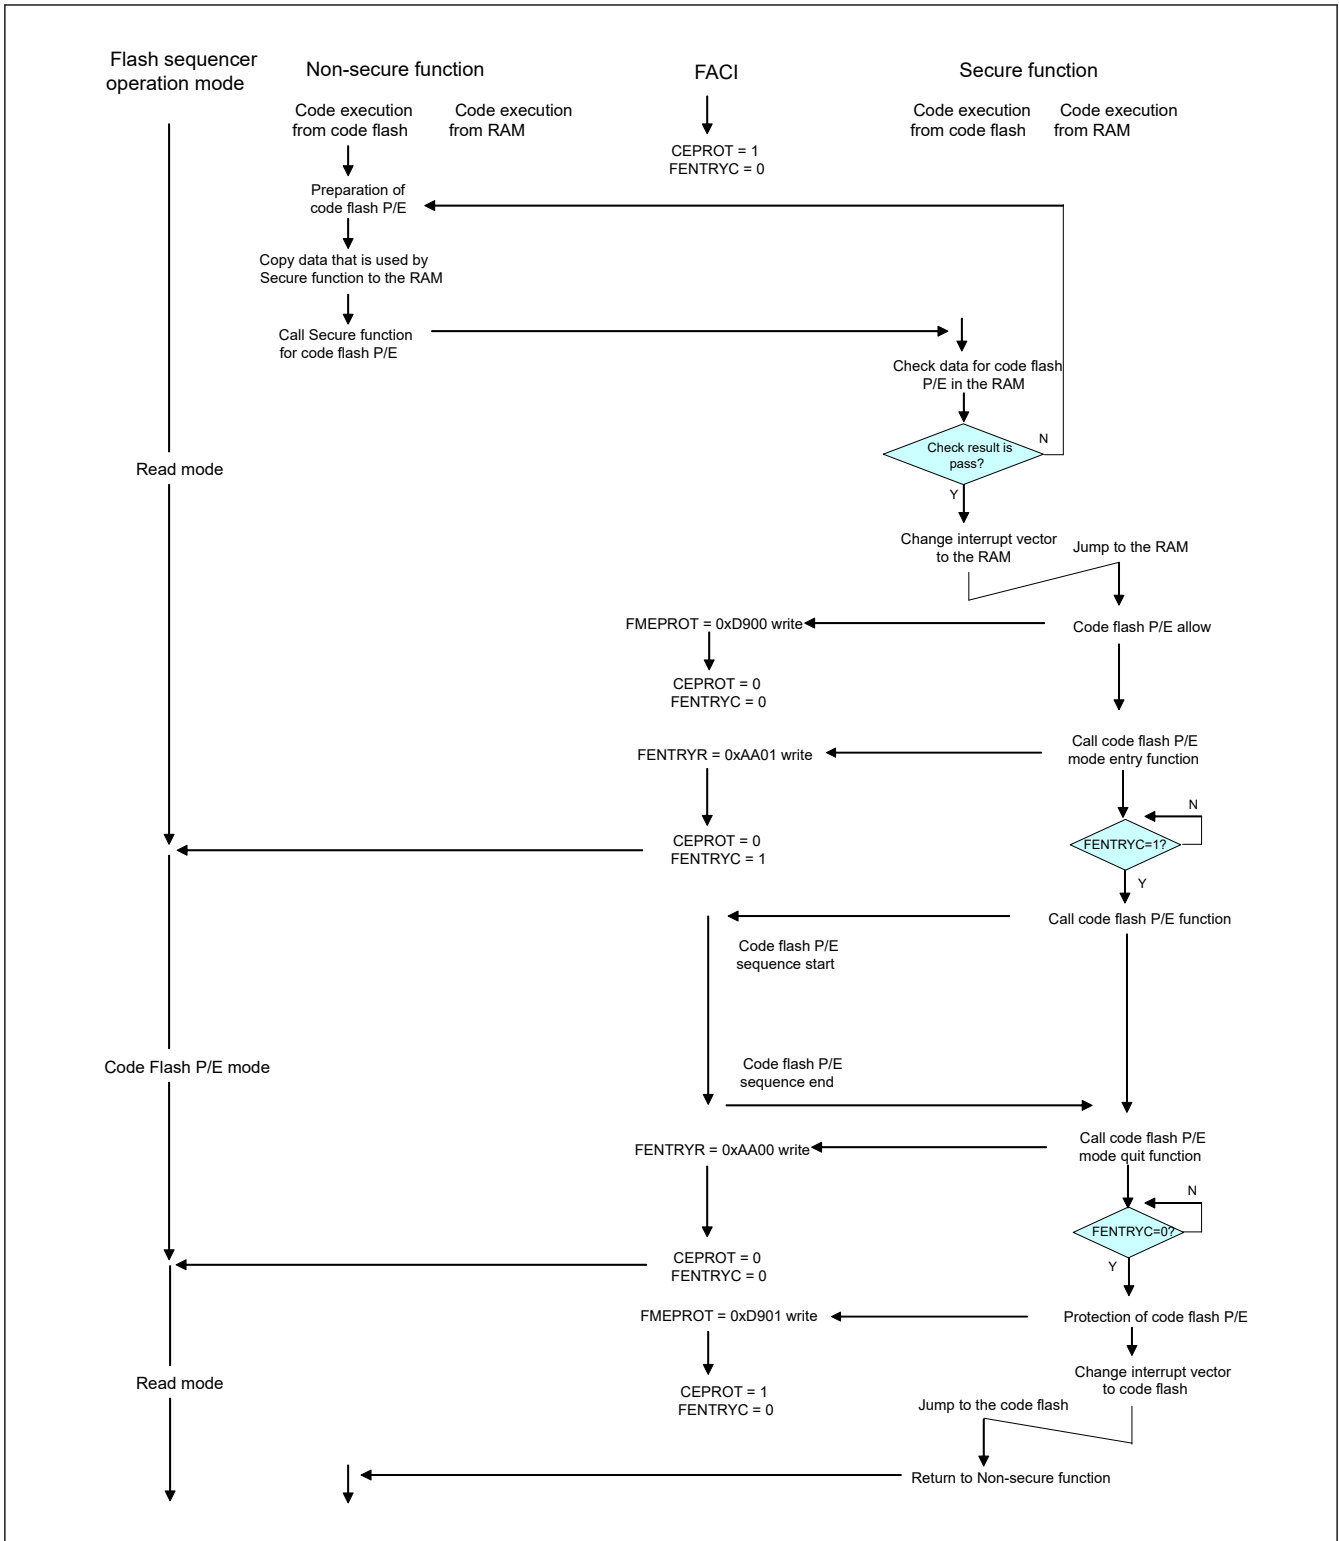 Flash sequencer
operation mode
Non-secure function
FACI
Secure function
Code execution
from code flash
Code execution
from RAM
Code execution
from code flash
Code execution
from RAM
CEPROT = 1
FENTRYC = 0
Preparation of
code flash P/E
Copy data that is used by
Secure function to the RAM
Call Secure function
for code flash P/E
Check data for code flash
P/E in the RAM
Check result is
pass?
N
Y
Read mode
Change interrupt vector
to the RAM
Jump to the RAM
FMEPROT = 0xD900 write
Code flash P/E allow
CEPROT = 0
FENTRYC = 0
Call code flash P/E
mode entry function
FENTRYR = 0xAA01 write
N
CEPROT = 0
FENTRYC = 1
FENTRYC=1?
Y
Call code flash P/E function
Code flash P/E
sequence start
Code Flash P/E mode
Code flash P/E
sequence end
FENTRYR = 0xAA00 write
Call code flash P/E
mode quit function
N
FENTRYC=0?
Y
CEPROT = 0
FENTRYC = 0
FMEPROT = 0xD901 write
Protection of code flash P/E
Read mode
Change interrupt vector
to code flash
CEPROT = 1
FENTRYC = 0
Jump to the code flash
Return to Non-secure function